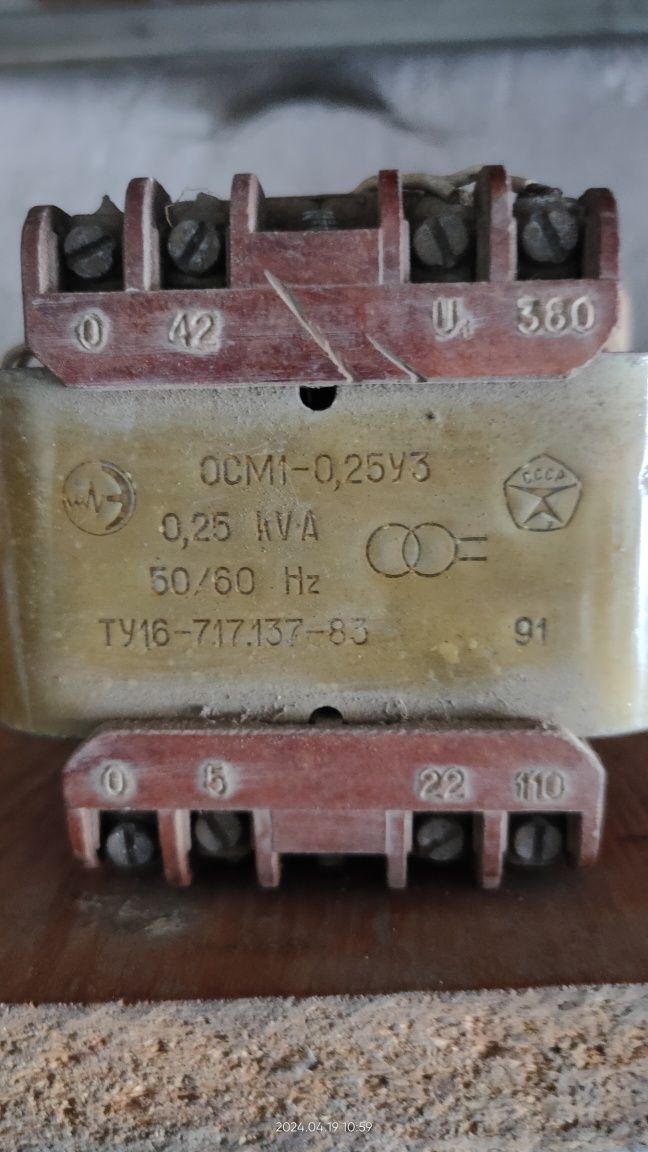 0 42 U₁ 380
ОСМ1-0,25У3
СССР
0,25 kV·A
50/60 Hz
ТУ16-717.137-83 91
0 5 22 110
2024.04.19 10:59